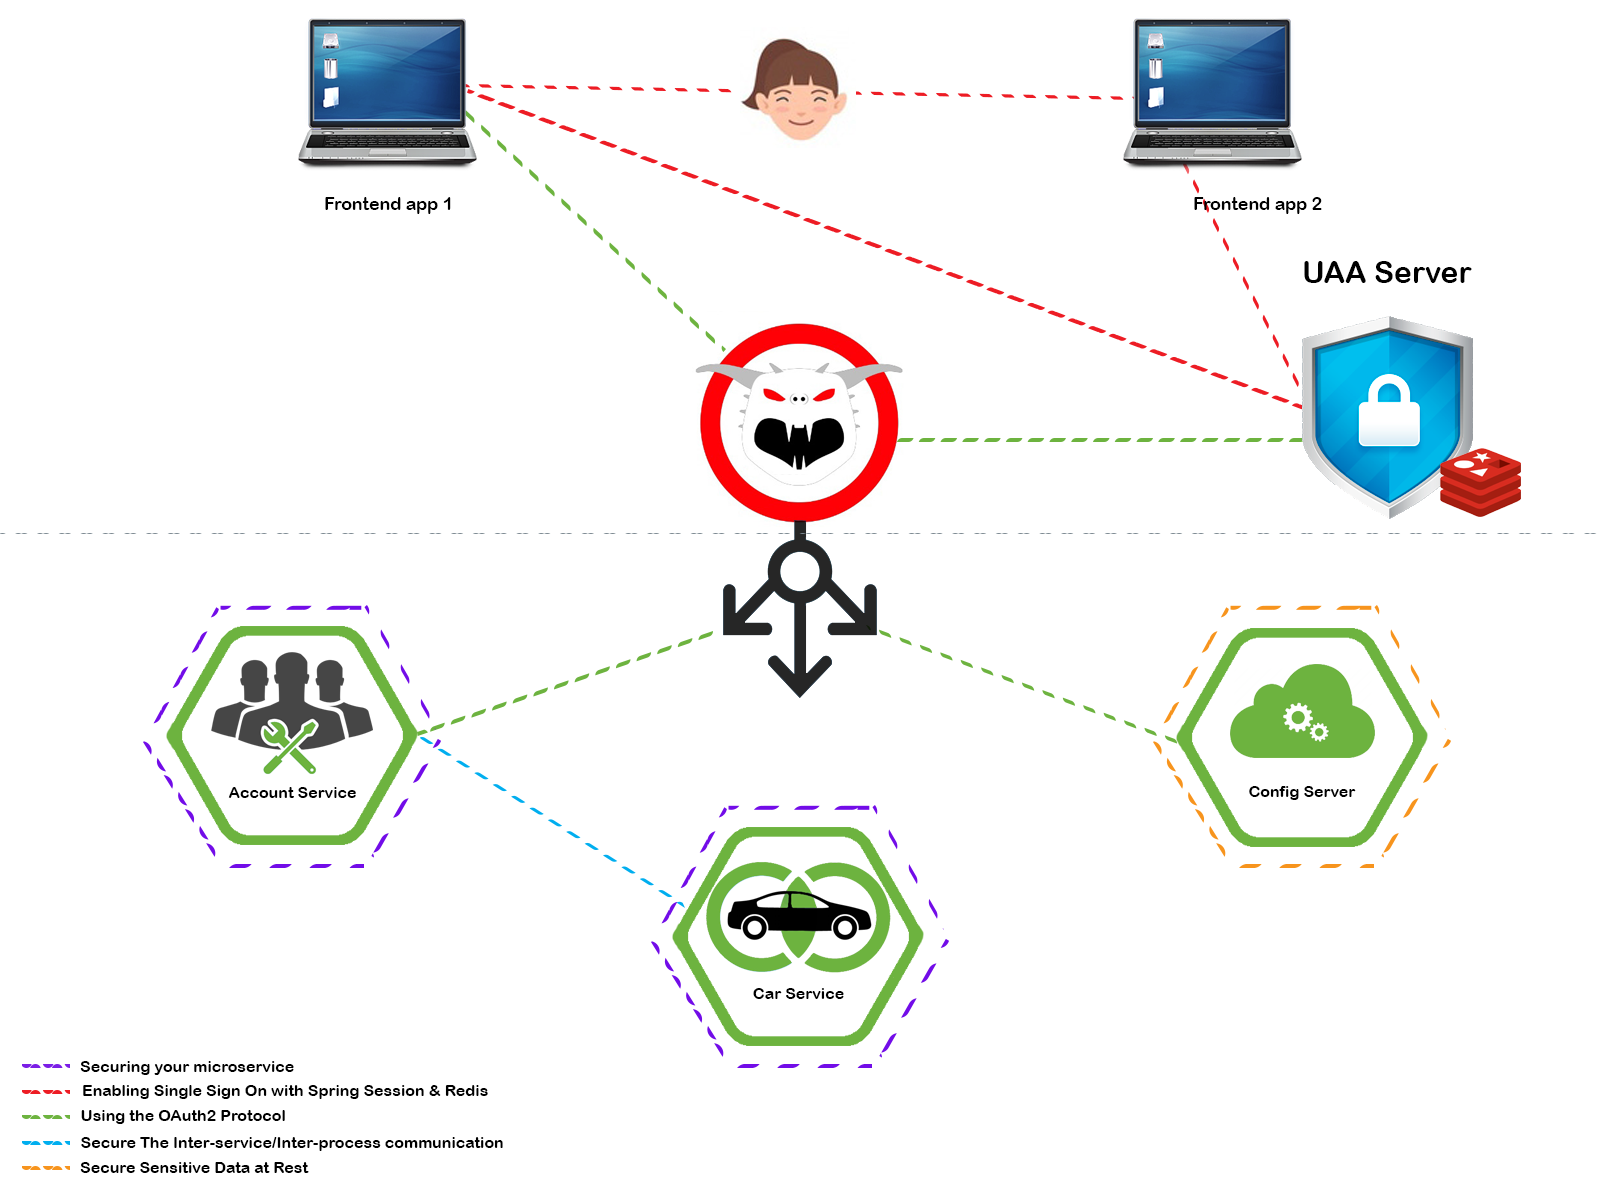 Frontend app 1
Frontend app 2
UAA Server
Account Service
Config Server
Car Service
Securing your microservice
Enabling Single Sign On with Spring Session & Redis
Using the OAuth2 Protocol
Secure The Inter-service/Inter-process communication
Secure Sensitive Data at Rest